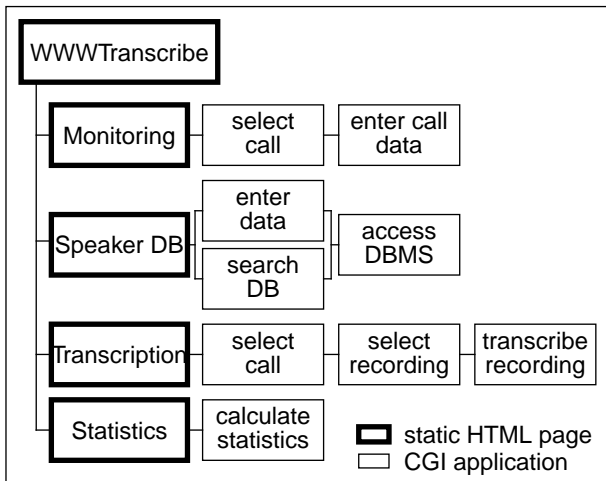 WWWTranscribe
Monitoring
select
call
enter call
data
Speaker DB
enter
data
search
DB
access
DBMS
Transcription
select
call
select
recording
transcribe
recording
Statistics
calculate
statistics
static HTML page
CGI application